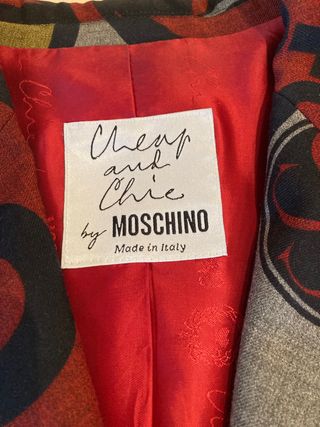 Cheap
and
Chic
by MOSCHINO
Made in Italy